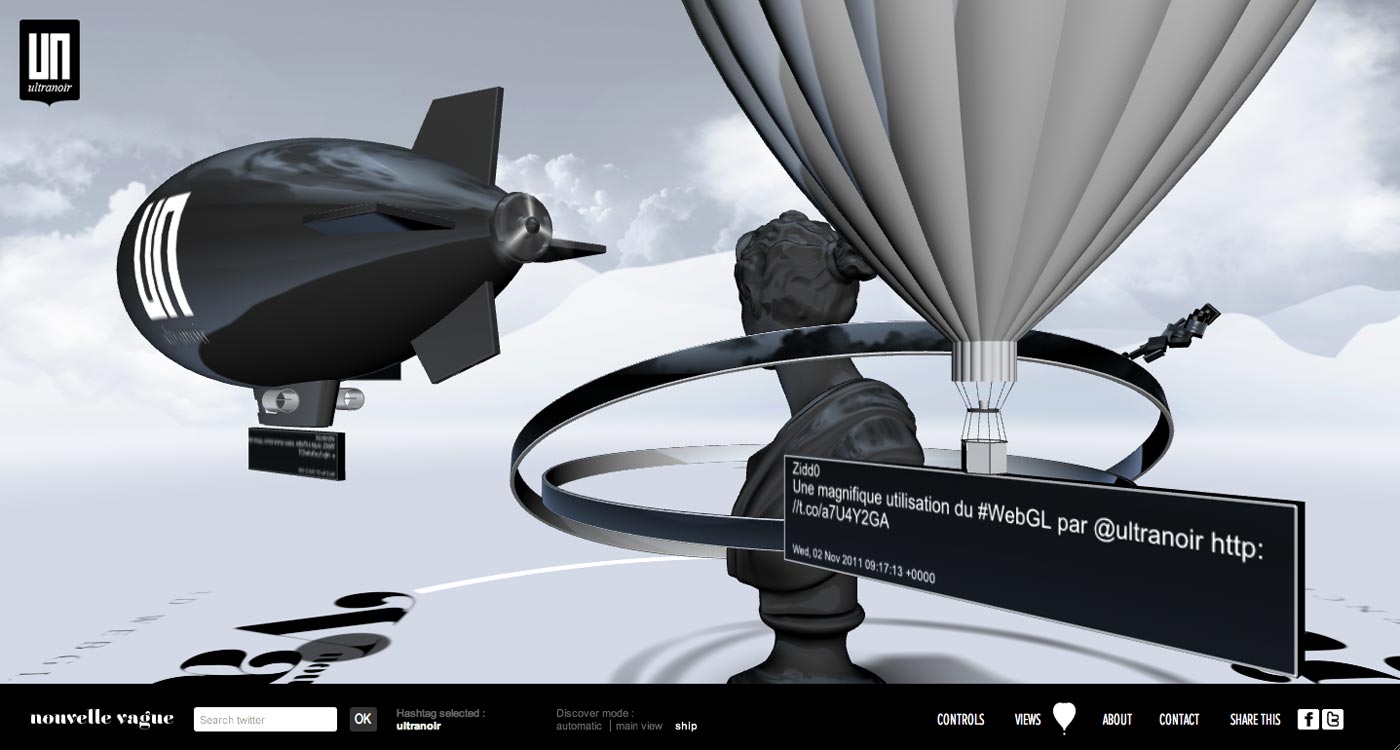 UN
ultranoir
UN
Zidd0
Une magnifique utilisation du #WebGL par @ultranoir http:
//t.co/a7U4Y2GA
Wed, 02 Nov 2011 09:17:13 +0000
nouvelle vague
Search twitter
OK
Hashtag selected :
ultranoir
Discover mode :
automatic | main view ship
CONTROLS VIEWS ABOUT CONTACT SHARE THIS